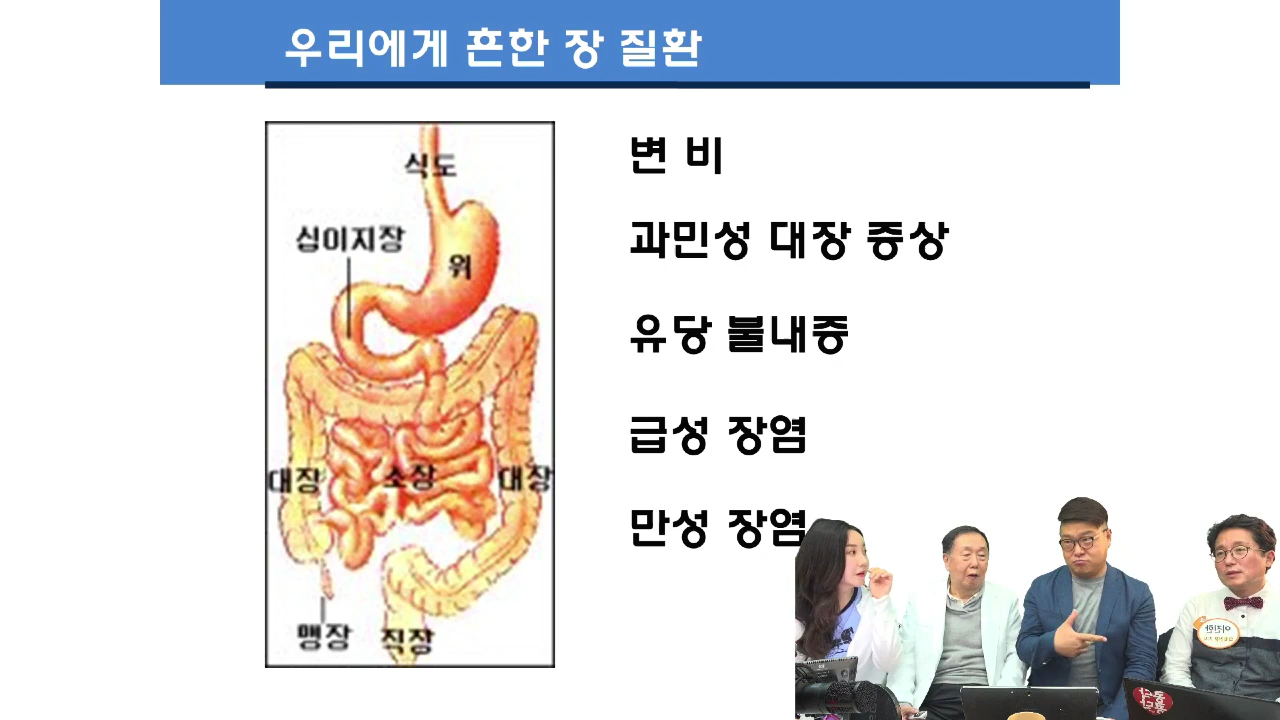 우리에게 흔한 장 질환
식도
십이지장
위
대장
소장
대장
맹장
직장
변 비
과민성 대장 증상
유당 불내증
급성 장염
만성 장염